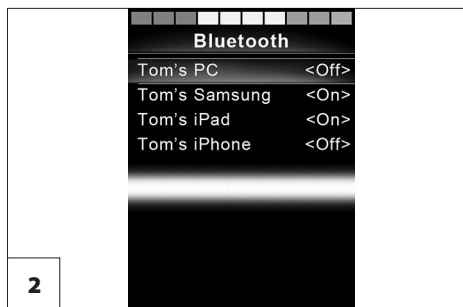 Bluetooth
Tom's PC <Off>
Tom's Samsung <On>
Tom's iPad <On>
Tom's iPhone <Off>
2